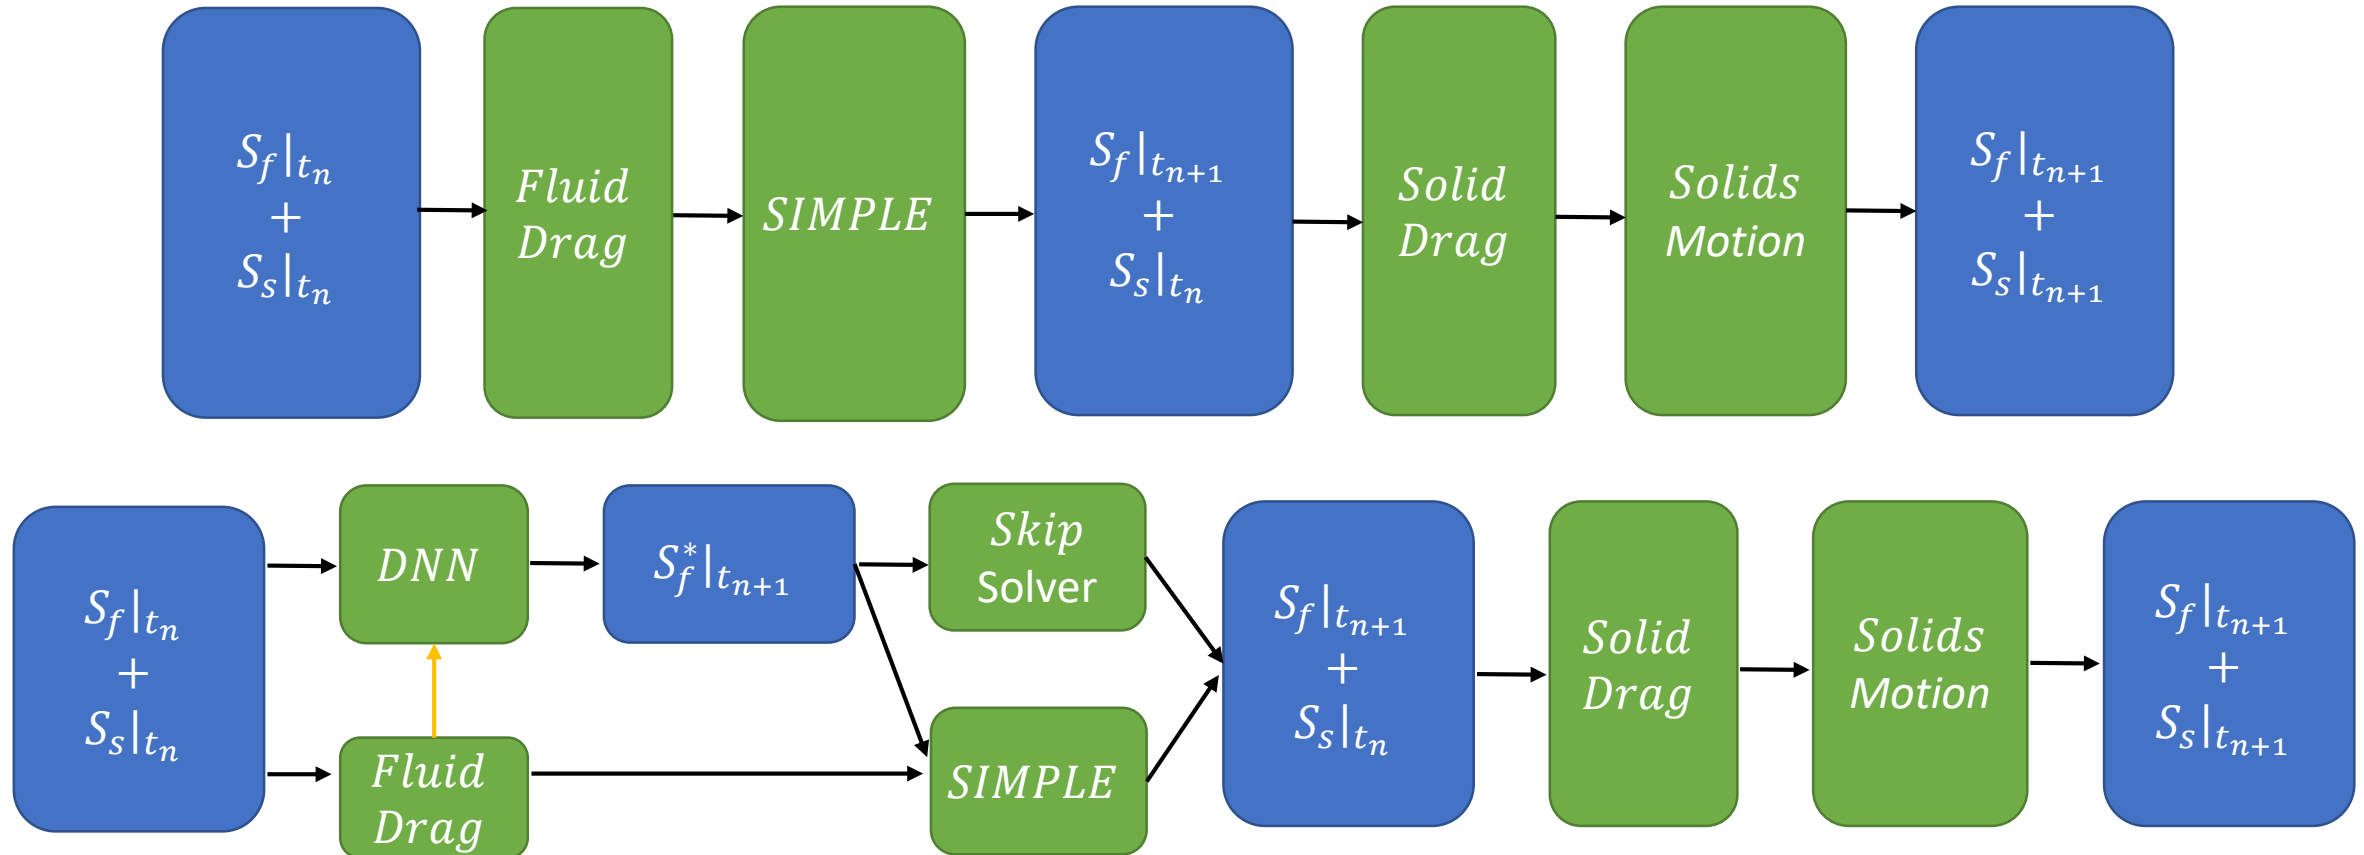 S_f|t_n
+
S_s|t_n
Fluid
Drag
SIMPLE
S_f|t_{n+1}
+
S_s|t_n
Solid
Drag
Solids
Motion
S_f|t_{n+1}
+
S_s|t_{n+1}
S_f|t_n
+
S_s|t_n
DNN
Fluid
Drag
S_f^*|t_{n+1}
Skip
Solver
SIMPLE
S_f|t_{n+1}
+
S_s|t_n
Solid
Drag
Solids
Motion
S_f|t_{n+1}
+
S_s|t_{n+1}